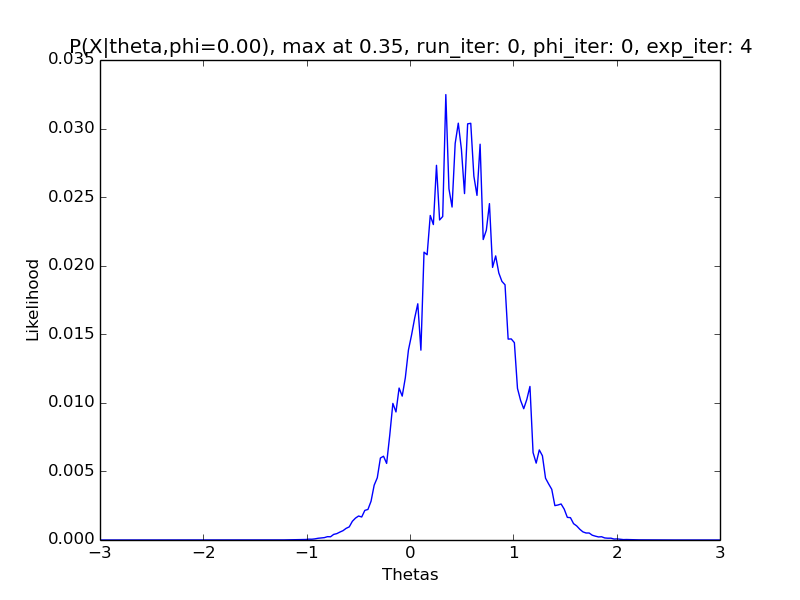 P(X|theta,phi=0.00), max at 0.35, run_iter: 0, phi_iter: 0, exp_iter: 4
0.035
0.030
0.025
0.020
0.015
0.010
0.005
0.000
Likelihood
−3 −2 −1 0 1 2 3
Thetas